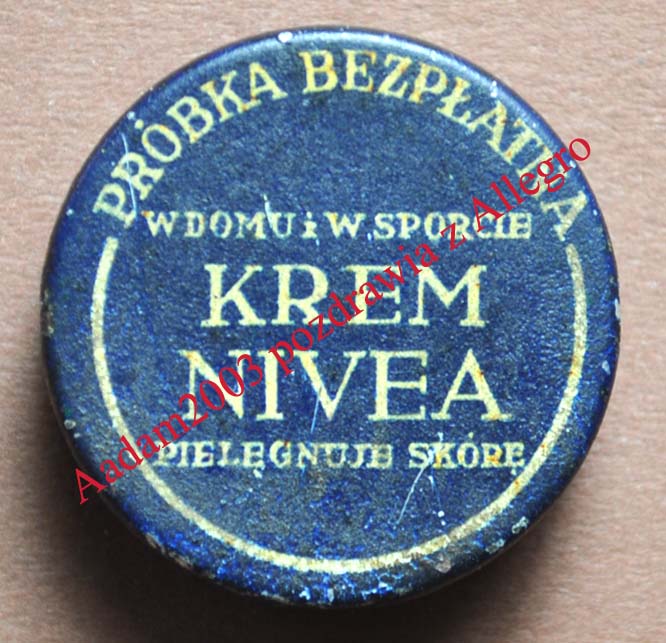 PRÓBKA BEZPŁATNA
W DOMU i W SPORCIE
KREM
NIVEA
PIELĘGNUJE SKÓRĘ
Aadam2003 pozdrawia z Allegro